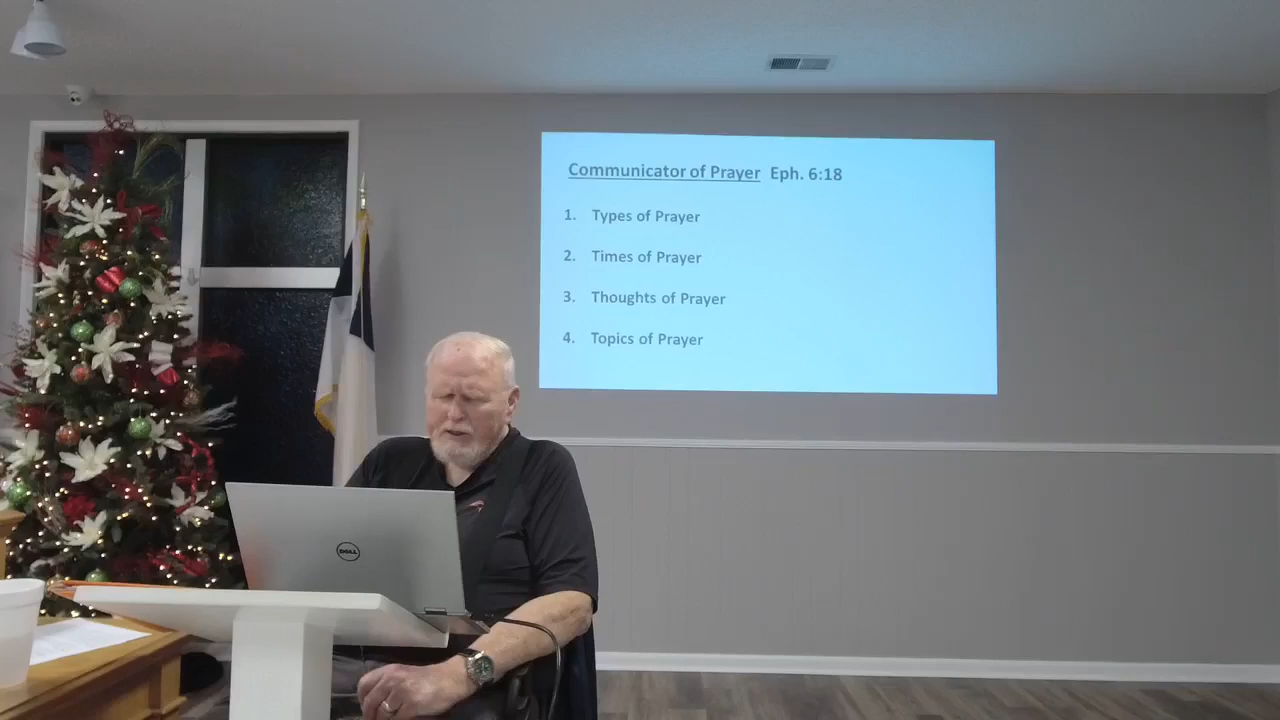 Communicator of Prayer Eph. 6:18
1. Types of Prayer
2. Times of Prayer
3. Thoughts of Prayer
4. Topics of Prayer
DELL